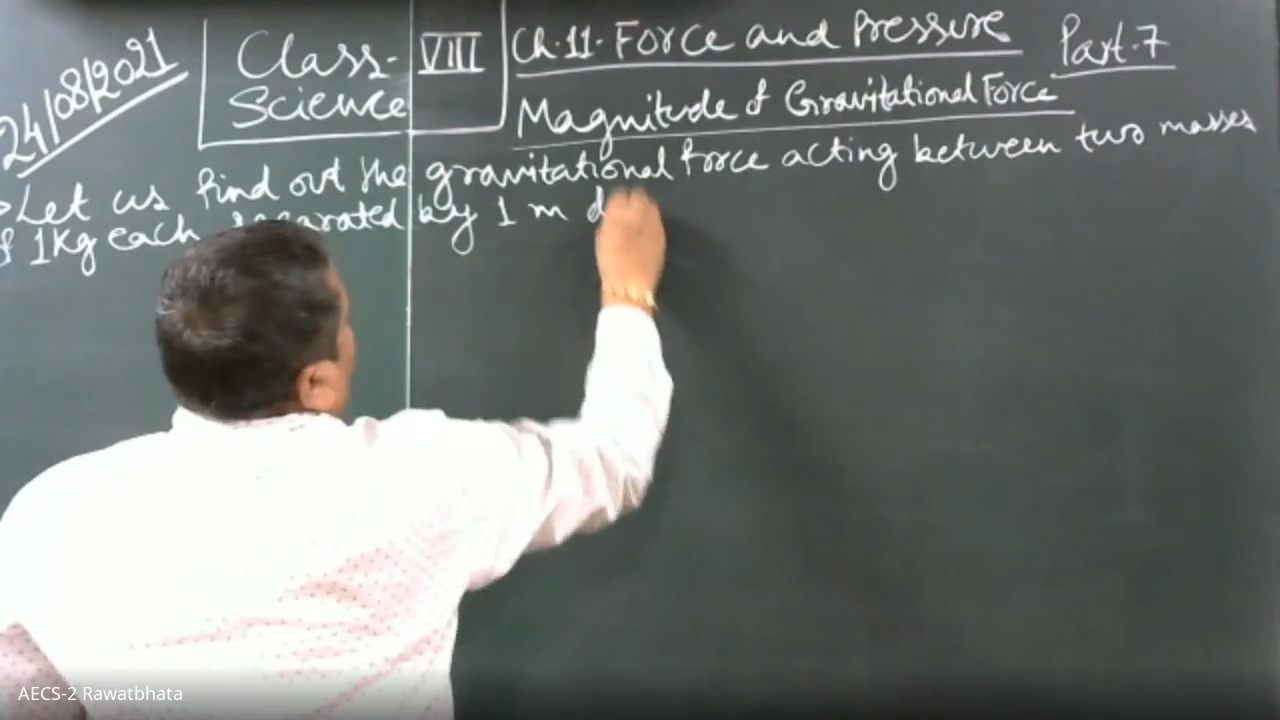 24/08/2021
Class- VIII
Science
Ch.11. Force and Pressure
Part.7
Magnitude of Gravitational Force
Let us find out the gravitational force acting between two masses
of 1Kg each separated by 1 m d
AECS-2 Rawatbhata